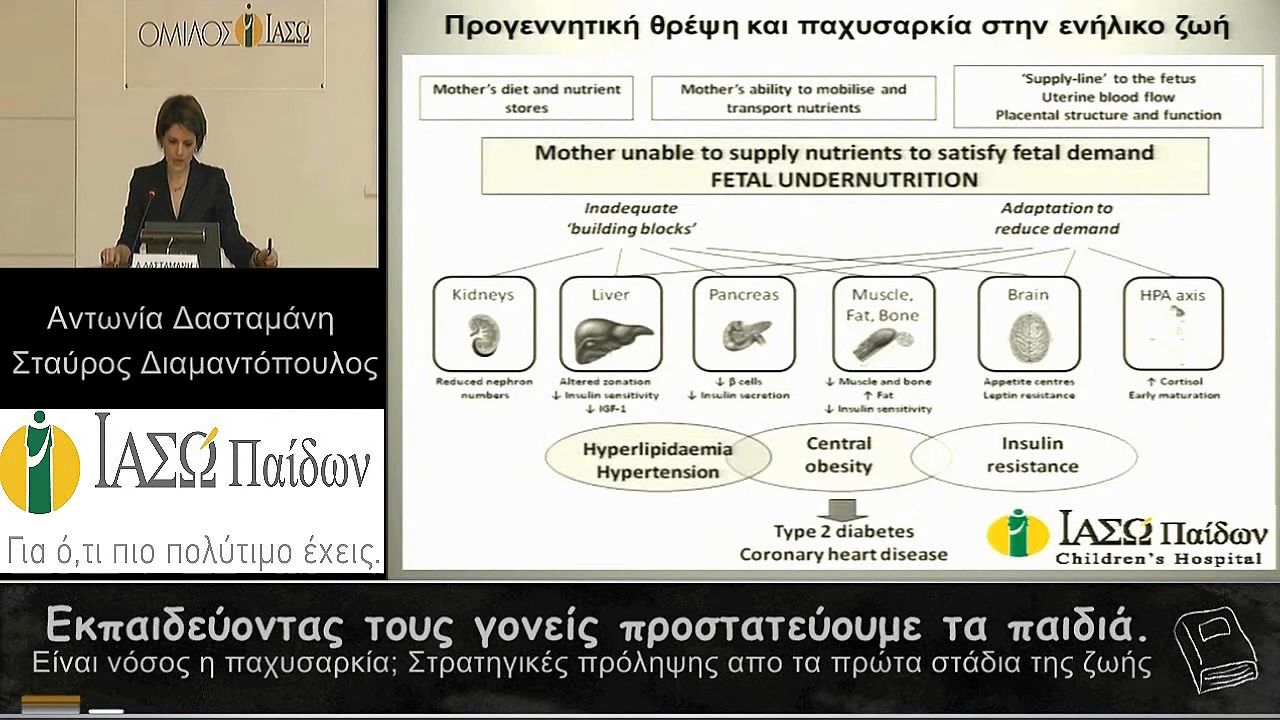 ΟΜΙΛΟΣ ΙΑΣΩ
Δ.ΔΑΣΤΑΜΑΝΗ
Αντωνία Δασταμάνη
Σταύρος Διαμαντόπουλος
ΙΑΣΩ Παίδων
Για ό,τι πιο πολύτιμο έχεις.
Προγεννητική θρέψη και παχυσαρκία στην ενήλικο ζωή
Mother's diet and nutrient
stores
Mother's ability to mobilise and
transport nutrients
'Supply-line' to the fetus
Uterine blood flow
Placental structure and function
Mother unable to supply nutrients to satisfy fetal demand
FETAL UNDERNUTRITION
Inadequate
'building blocks'
Adaptation to
reduce demand
Kidneys
Reduced nephron
numbers
Liver
Altered zonation
↓ Insulin sensitivity
↓ IGF-1
Pancreas
↓ β cells
↓ Insulin secretion
Muscle,
Fat, Bone
↓ Muscle and bone
↑ Fat
↓ Insulin sensitivity
Brain
Appetite centres
Leptin resistance
HPA axis
↑ Cortisol
Early maturation
Hyperlipidaemia
Hypertension
Central
obesity
Insulin
resistance
Type 2 diabetes
Coronary heart disease
ΙΑΣΩ Παίδων
Children's Hospital
Εκπαιδεύοντας τους γονείς προστατεύουμε τα παιδιά.
Είναι νόσος η παχυσαρκία; Στρατηγικές πρόληψης απο τα πρώτα στάδια της ζωής